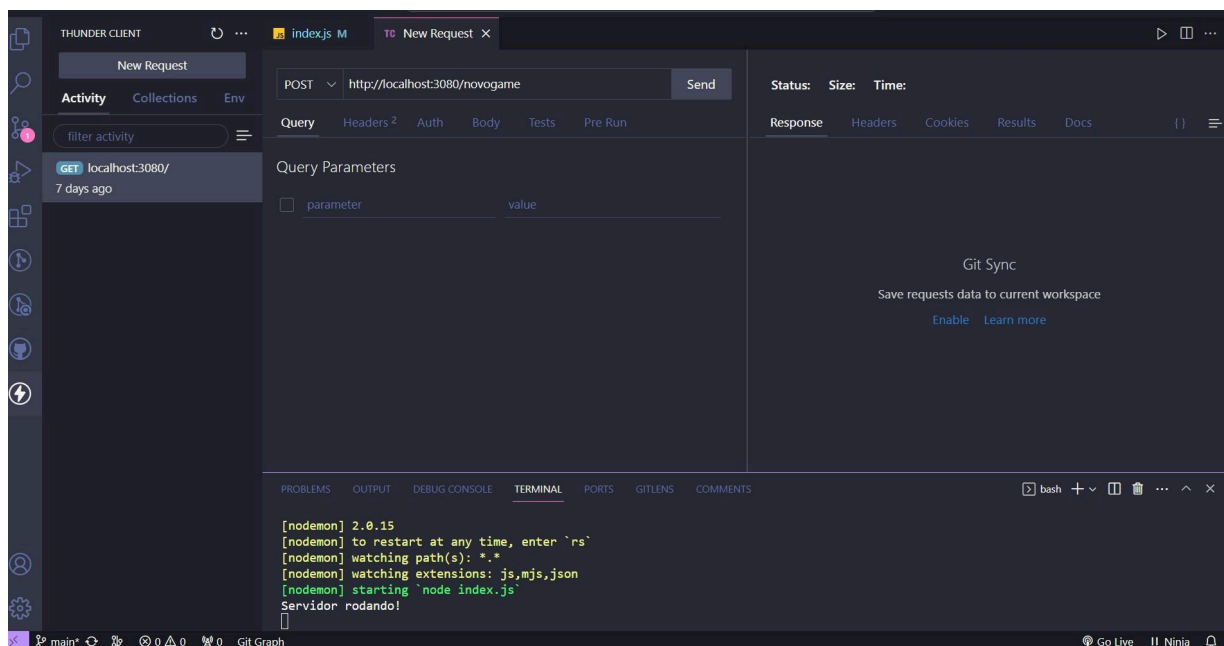 THUNDER CLIENT
New Request
Activity Collections Env
filter activity
GET localhost:3080/
7 days ago
JS index.js M TC New Request
POST http://localhost:3080/novogame Send
Query Headers 2 Auth Body Tests Pre Run
Query Parameters
parameter value
Status: Size: Time:
Response Headers Cookies Results Docs { }
Git Sync
Save requests data to current workspace
Enable Learn more
1
PROBLEMS OUTPUT DEBUG CONSOLE TERMINAL PORTS GITLENS COMMENTS
bash
[nodemon] 2.0.15
[nodemon] to restart at any time, enter `rs`
[nodemon] watching path(s): *.*
[nodemon] watching extensions: js,mjs,json
[nodemon] starting `node index.js`
Servidor rodando!
main* 0 0 0 Git Graph Go Live Ninja